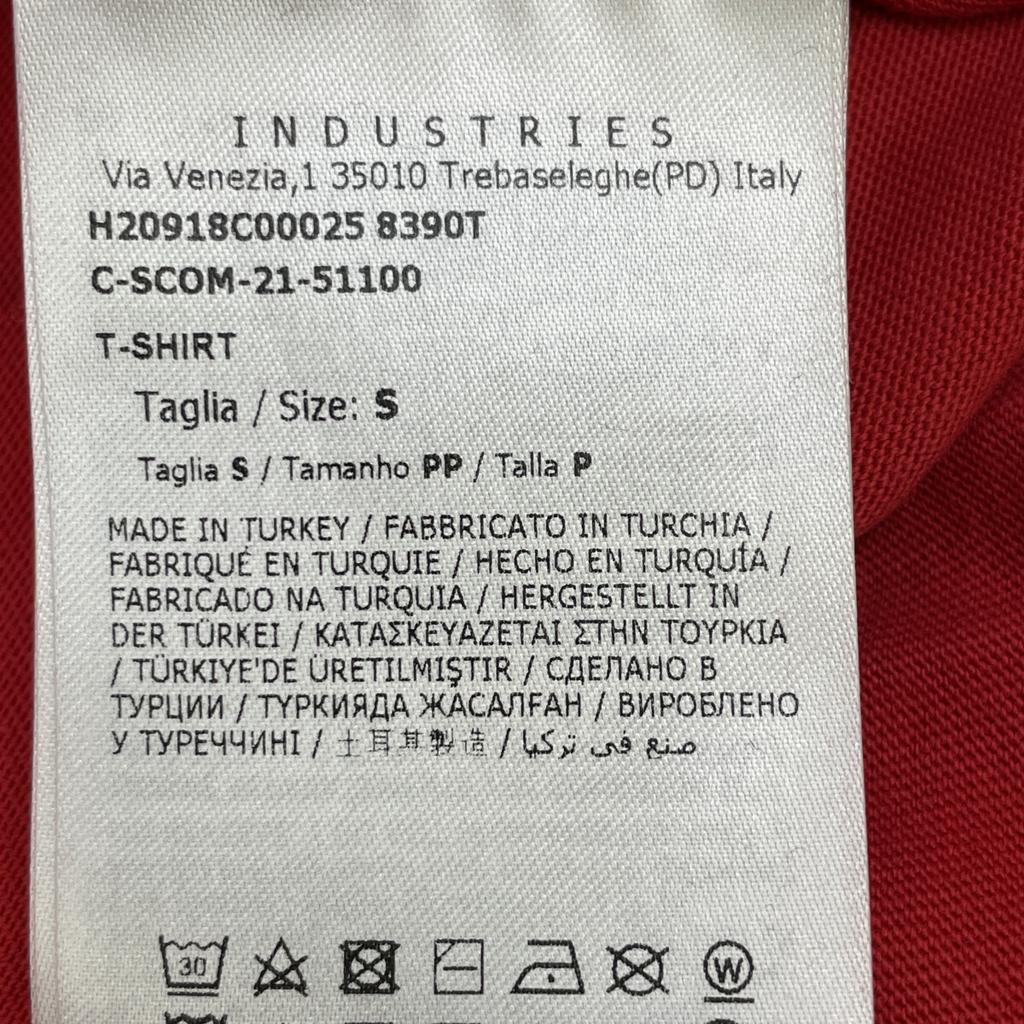 INDUSTRIES
Via Venezia,1 35010 Trebaseleghe(PD) Italy
H20918C00025 8390T
C-SCOM-21-51100
T-SHIRT
Taglia / Size: S
Taglia S / Tamanho PP / Talla P
MADE IN TURKEY / FABBRICATO IN TURCHIA /
FABRIQUÉ EN TURQUIE / HECHO EN TURQUÍA /
FABRICADO NA TURQUIA / HERGESTELLT IN
DER TÜRKEI / ΚΑΤΑΣΚΕΥΑΖΕΤΑΙ ΣΤΗΝ ΤΟΥΡΚΙΑ
/ TÜRKIYE'DE ÜRETILMIŞTIR / СДЕЛАНО В
ТУРЦИИ / ТҮРКИЯДА ЖАСАЛҒАН / ВИРОБЛЕНО
У ТУРЕЧЧИНІ / 土耳其製造 / صنع في تركيا
30
W